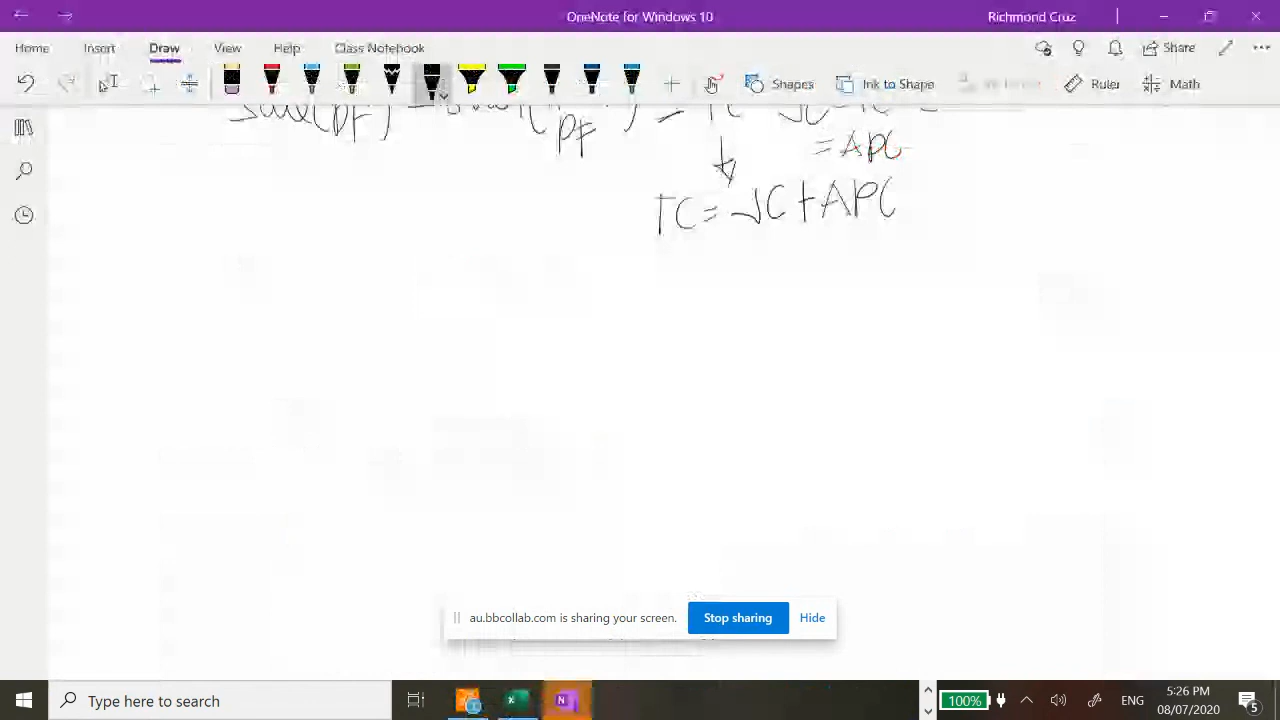 OneNote for Windows 10
Richmond Cruz
Home Insert Draw View Help Class Notebook Share
Shapes Ink to Shape Ruler Math
= APC
TC = VC + APC
au.bbcollab.com is sharing your screen. Stop sharing Hide
Type here to search
100% ENG 5:26 PM
08/07/2020 5